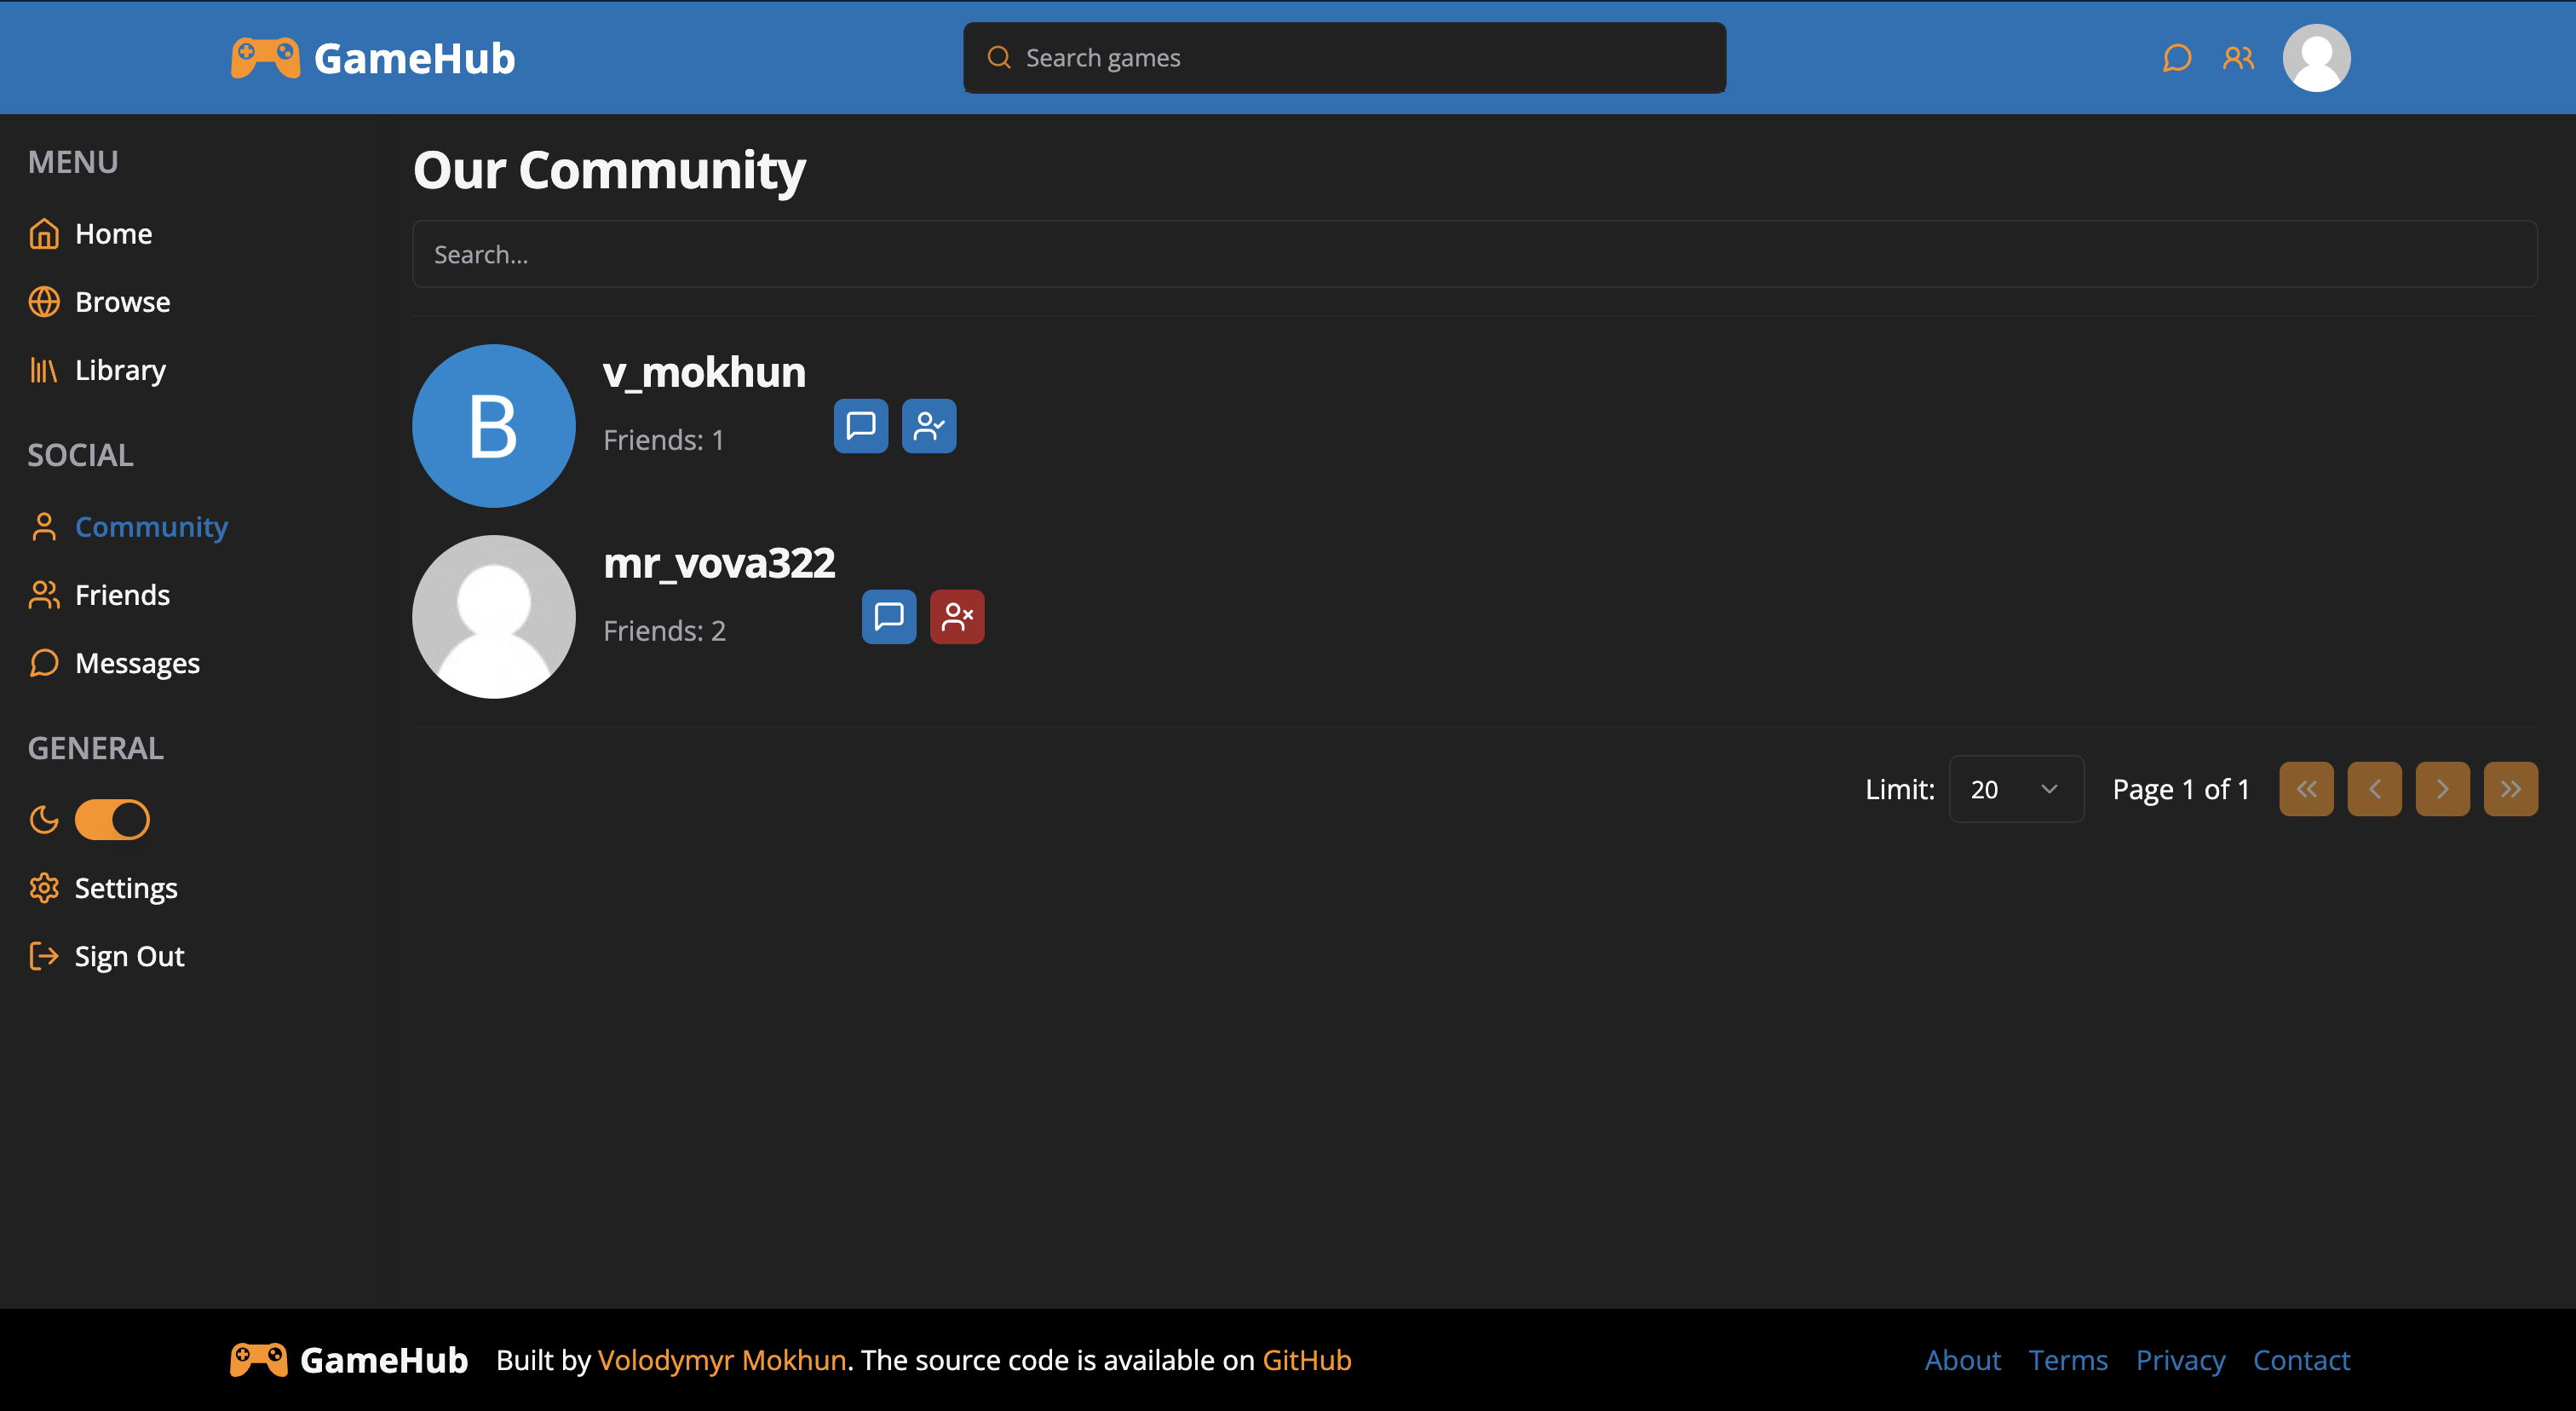 GameHub
Search games
MENU
Home
Browse
Library
SOCIAL
Community
Friends
Messages
GENERAL
Settings
Sign Out
Our Community
Search...
B
v_mokhun
Friends: 1
mr_vova322
Friends: 2
Limit: 20 Page 1 of 1
GameHub Built by Volodymyr Mokhun. The source code is available on GitHub
About Terms Privacy Contact